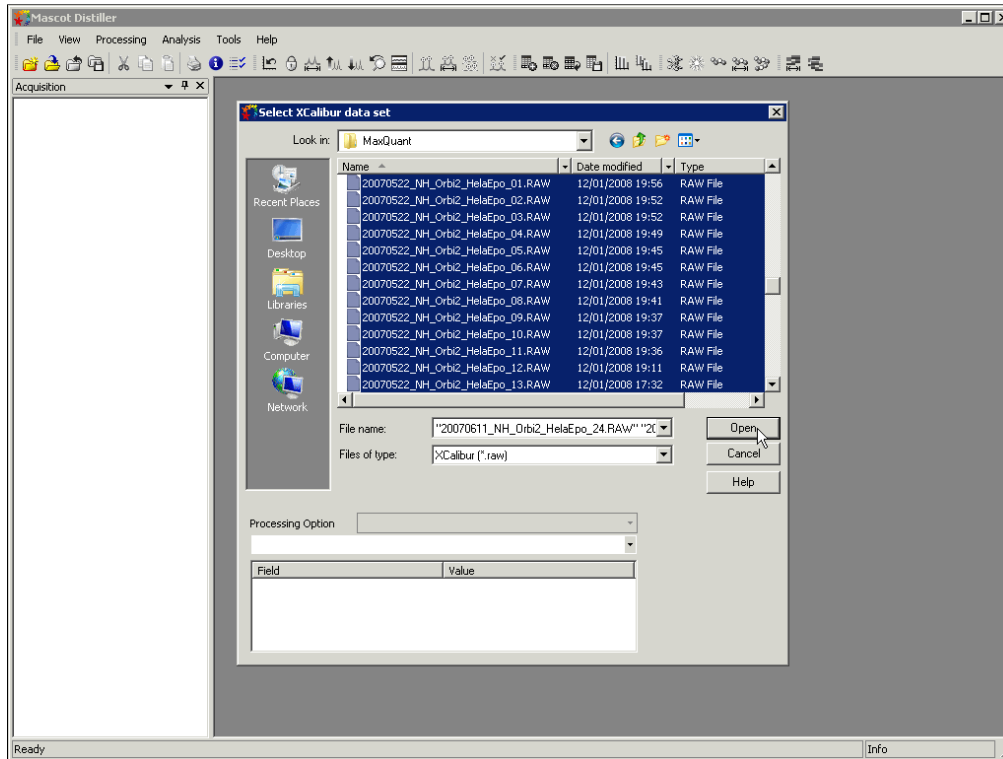 Mascot Distiller
File View Processing Analysis Tools Help
Acquisition
Select XCalibur data set
Look in: MaxQuant
Name Date modified Type
20070522_NH_Orbi2_HelaEpo_01.RAW 12/01/2008 19:56 RAW File
20070522_NH_Orbi2_HelaEpo_02.RAW 12/01/2008 19:52 RAW File
20070522_NH_Orbi2_HelaEpo_03.RAW 12/01/2008 19:52 RAW File
20070522_NH_Orbi2_HelaEpo_04.RAW 12/01/2008 19:49 RAW File
20070522_NH_Orbi2_HelaEpo_05.RAW 12/01/2008 19:45 RAW File
20070522_NH_Orbi2_HelaEpo_06.RAW 12/01/2008 19:45 RAW File
20070522_NH_Orbi2_HelaEpo_07.RAW 12/01/2008 19:43 RAW File
20070522_NH_Orbi2_HelaEpo_08.RAW 12/01/2008 19:41 RAW File
20070522_NH_Orbi2_HelaEpo_09.RAW 12/01/2008 19:37 RAW File
20070522_NH_Orbi2_HelaEpo_10.RAW 12/01/2008 19:37 RAW File
20070522_NH_Orbi2_HelaEpo_11.RAW 12/01/2008 19:36 RAW File
20070522_NH_Orbi2_HelaEpo_12.RAW 12/01/2008 19:11 RAW File
20070522_NH_Orbi2_HelaEpo_13.RAW 12/01/2008 17:32 RAW File
Recent Places
Desktop
Libraries
Computer
Network
File name: "20070611_NH_Orbi2_HelaEpo_24.RAW" "20 Open
Files of type: XCalibur (*.raw) Cancel
Help
Processing Option
Field Value
Ready Info